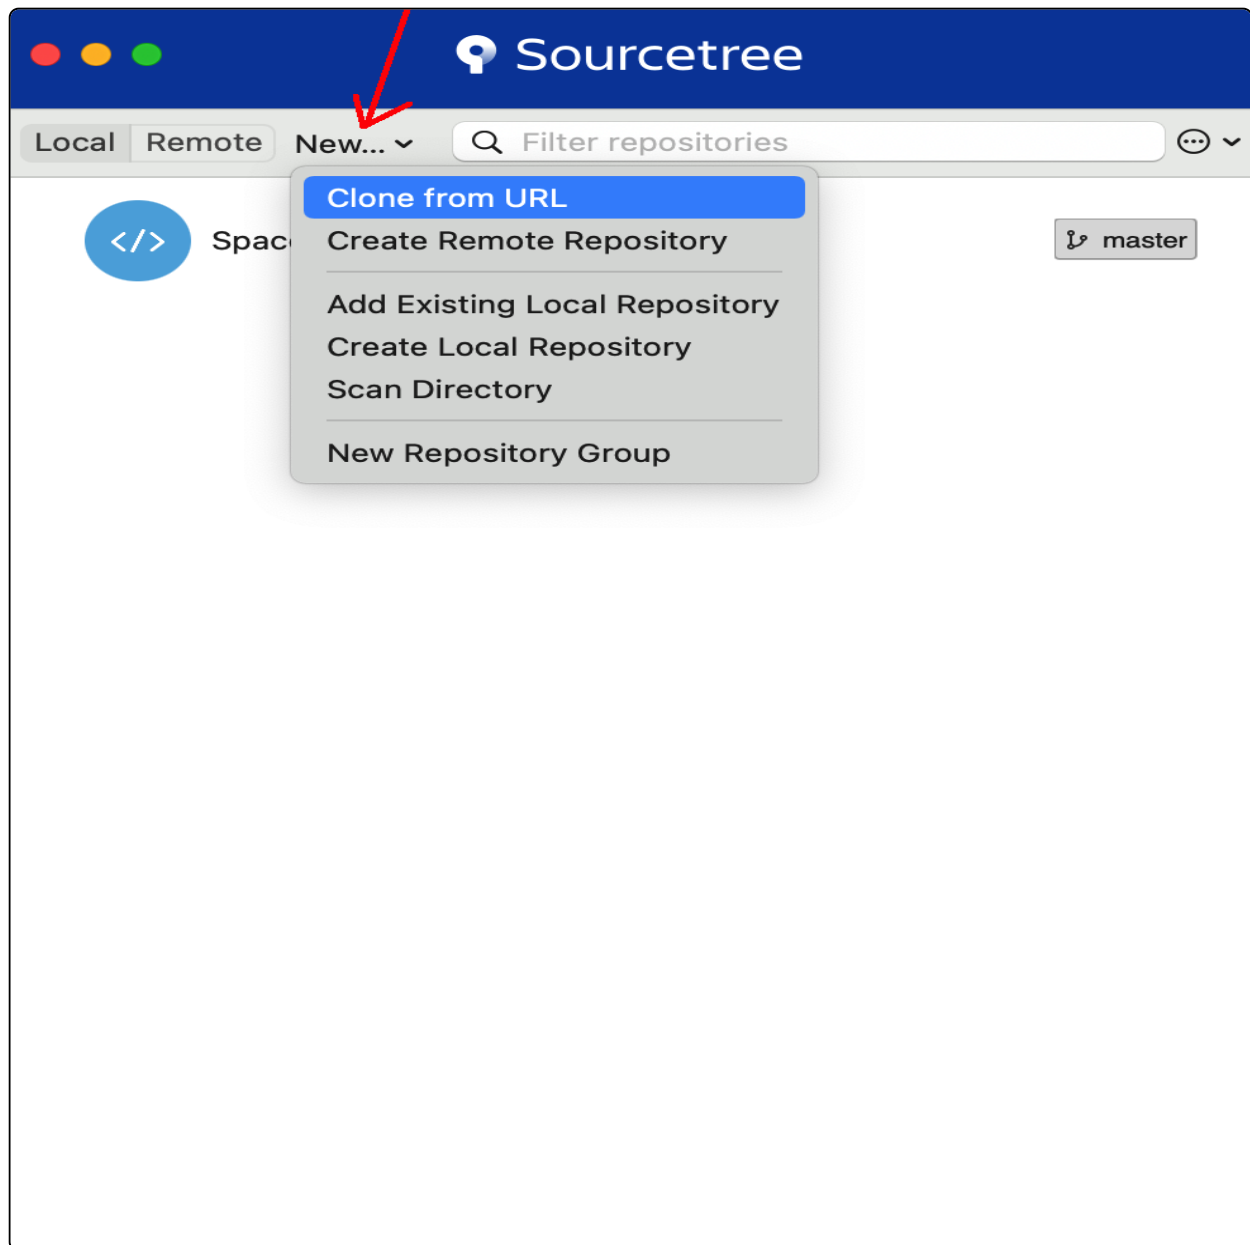 Sourcetree
Local Remote New... Filter repositories
Clone from URL
</> master
Create Remote Repository
Add Existing Local Repository
Create Local Repository
Scan Directory
New Repository Group